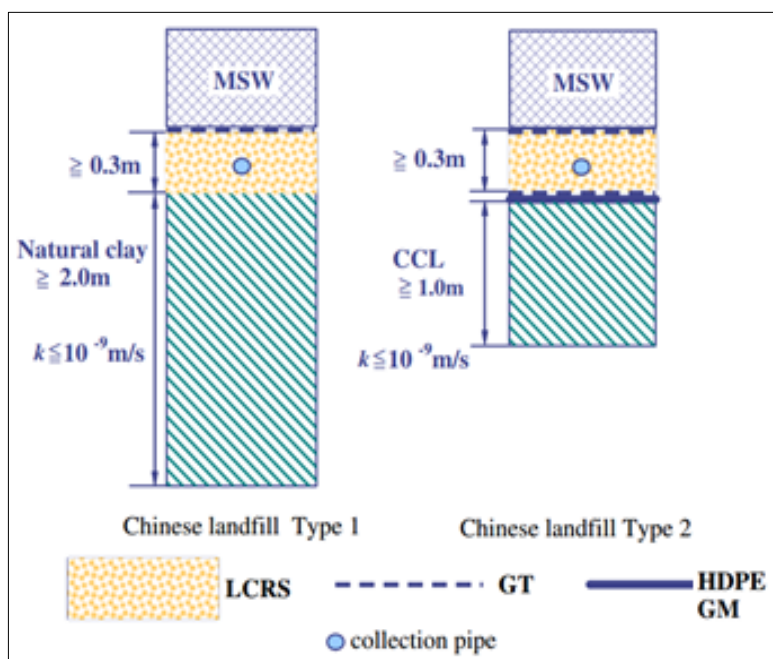 MSW
≧ 0.3m
Natural clay
≧ 2.0m
k≦10⁻⁹m/s
Chinese landfill Type 1
MSW
≧ 0.3m
CCL
≧ 1.0m
k≦10⁻⁹m/s
Chinese landfill Type 2
LCRS
GT
HDPE
GM
collection pipe